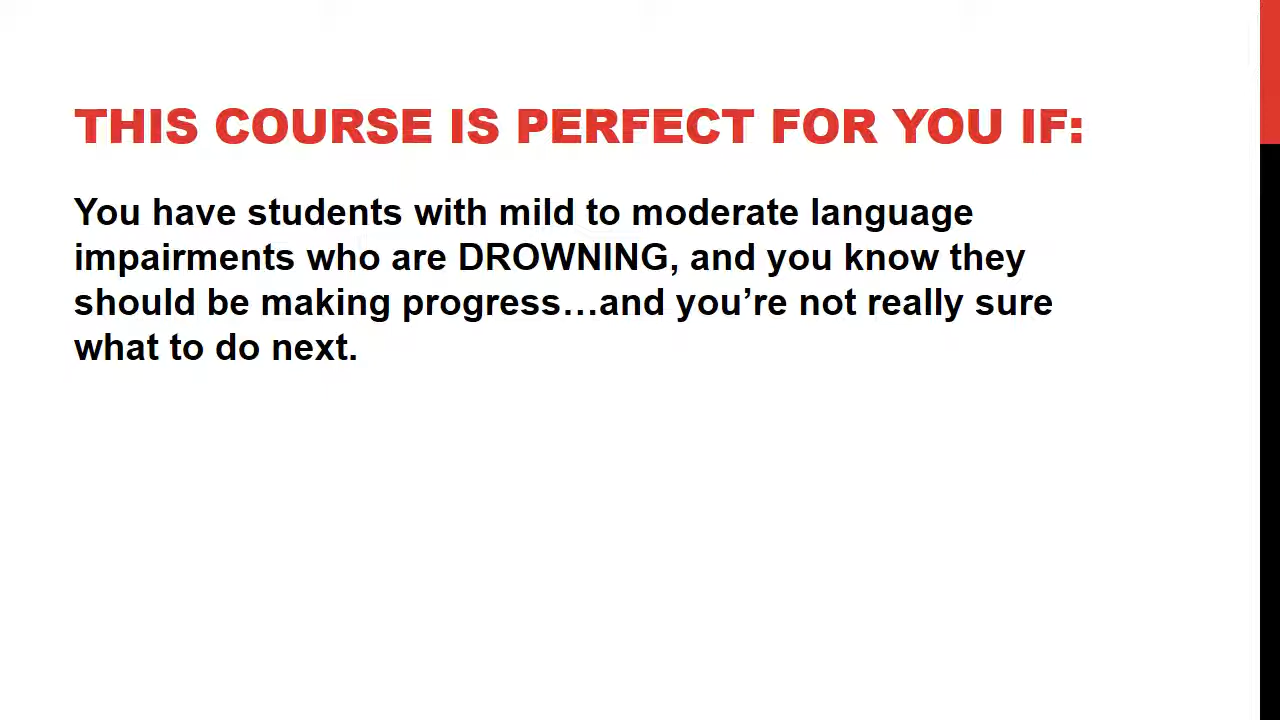 THIS COURSE IS PERFECT FOR YOU IF:
You have students with mild to moderate language
impairments who are DROWNING, and you know they
should be making progress…and you’re not really sure
what to do next.